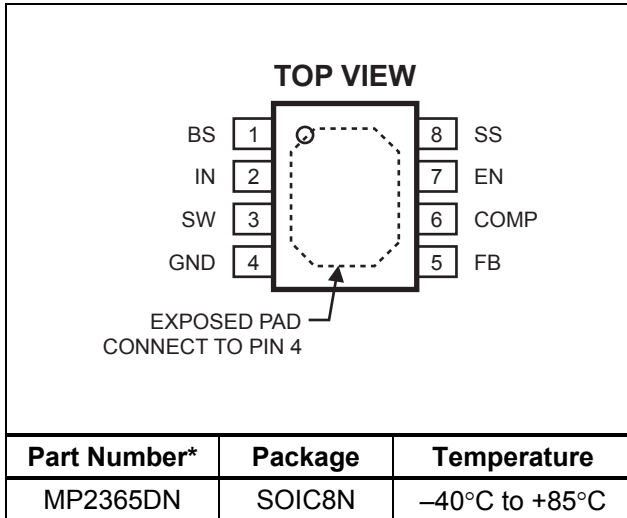 TOP VIEW
BS 1 8 SS
IN 2 7 EN
SW 3 6 COMP
GND 4 5 FB
EXPOSED PAD
CONNECT TO PIN 4
Part Number* Package Temperature
MP2365DN SOIC8N –40°C to +85°C